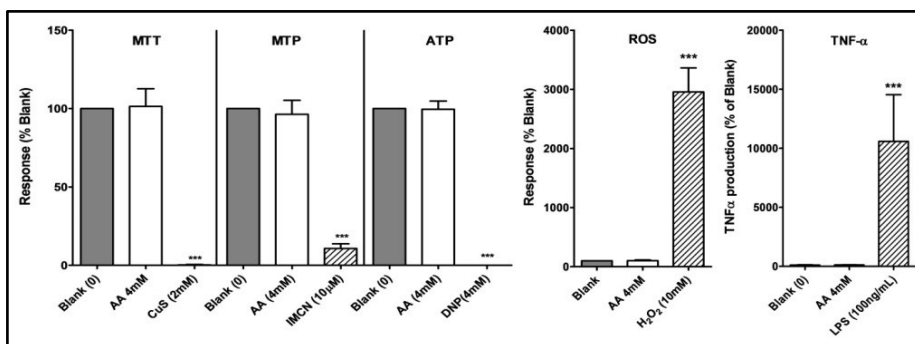 MTT
MTP
ATP
Response (% Blank)
150
100
50
0
***
***
***
Blank (0)
AA 4mM
CuS (2mM)
Blank (0)
AA (4mM)
IMCN (10µM)
Blank (0)
AA (4mM)
DNP(4mM)
ROS
Response (% Blank)
4000
3000
2000
1000
0
***
Blank
AA 4mM
H₂O₂ (10mM)
TNF-α
TNFα production (% of Blank)
20000
15000
10000
5000
0
***
Blank (0)
AA 4mM
LPS (100ng/mL)